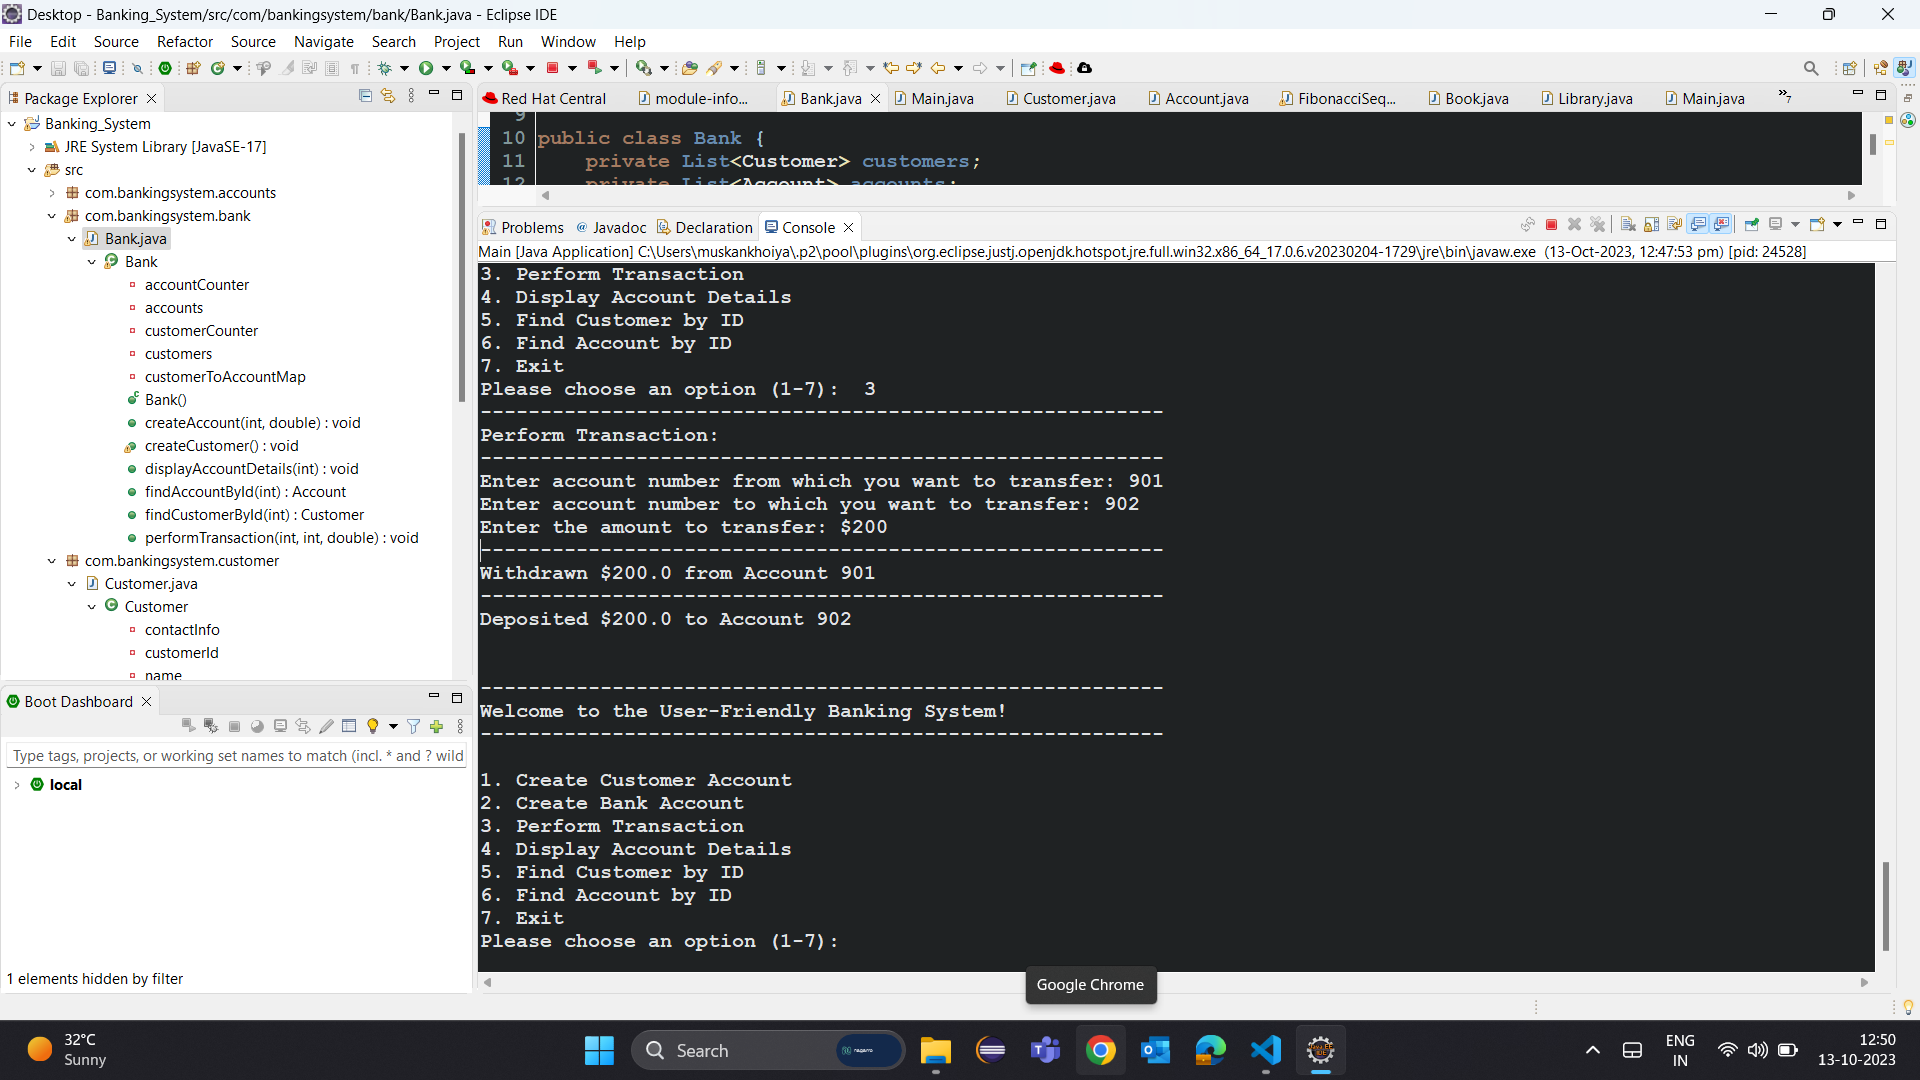 Desktop - Banking_System/src/com/bankingsystem/bank/Bank.java - Eclipse IDE
File Edit Source Refactor Source Navigate Search Project Run Window Help
Package Explorer
Banking_System
JRE System Library [JavaSE-17]
src
com.bankingsystem.accounts
com.bankingsystem.bank
Bank.java
Bank
accountCounter
accounts
customerCounter
customers
customerToAccountMap
Bank()
createAccount(int, double) : void
createCustomer() : void
displayAccountDetails(int) : void
findAccountById(int) : Account
findCustomerById(int) : Customer
performTransaction(int, int, double) : void
com.bankingsystem.customer
Customer.java
Customer
contactInfo
customerId
name
Boot Dashboard
Type tags, projects, or working set names to match (incl. * and ? wild
local
1 elements hidden by filter
Red Hat Central module-info... Bank.java Main.java Customer.java Account.java FibonacciSeq... Book.java Library.java Main.java »7
9
10 public class Bank {
11 private List<Customer> customers;
12 private List<Account> accounts;
Problems @ Javadoc Declaration Console
Main [Java Application] C:\Users\muskankhoiya\.p2\pool\plugins\org.eclipse.justj.openjdk.hotspot.jre.full.win32.x86_64_17.0.6.v20230204-1729\jre\bin\javaw.exe (13-Oct-2023, 12:47:53 pm) [pid: 24528]
3. Perform Transaction
4. Display Account Details
5. Find Customer by ID
6. Find Account by ID
7. Exit
Please choose an option (1-7): 3
---------------------------------------------------------
Perform Transaction:
---------------------------------------------------------
Enter account number from which you want to transfer: 901
Enter account number to which you want to transfer: 902
Enter the amount to transfer: $200
---------------------------------------------------------
Withdrawn $200.0 from Account 901
---------------------------------------------------------
Deposited $200.0 to Account 902
---------------------------------------------------------
Welcome to the User-Friendly Banking System!
---------------------------------------------------------
1. Create Customer Account
2. Create Bank Account
3. Perform Transaction
4. Display Account Details
5. Find Customer by ID
6. Find Account by ID
7. Exit
Please choose an option (1-7):
Google Chrome
32°C
Sunny
Search
nagarro
ENG
IN
12:50
13-10-2023